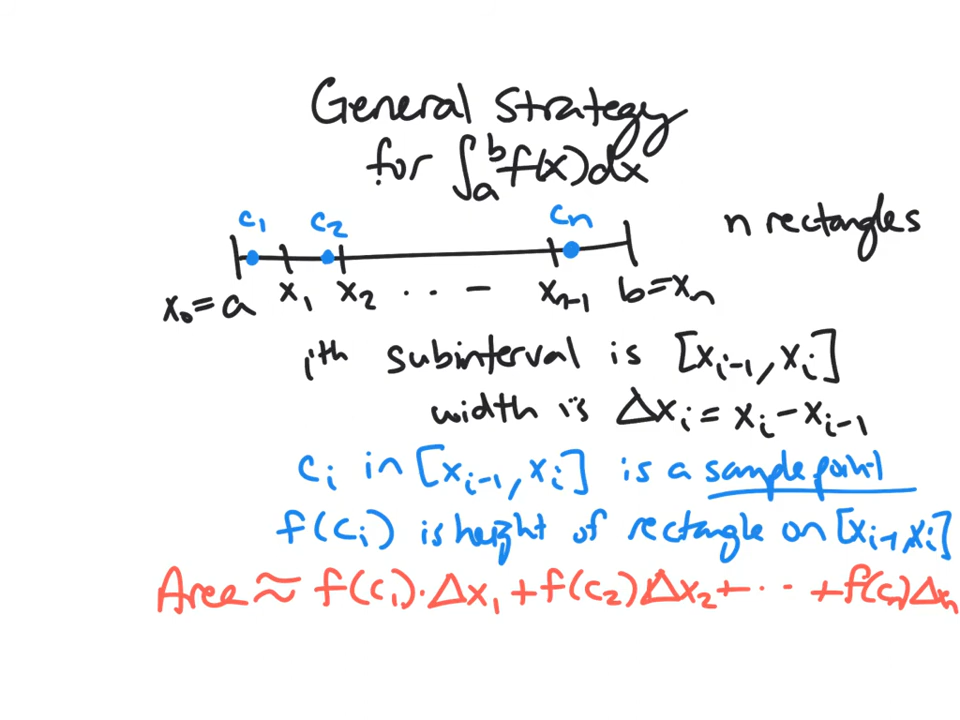 General Strategy
for ∫_a^b f(x)dx
c₁ c₂ cₙ
n rectangles
x₀=a x₁ x₂ . . . – xₙ₋₁ b=xₙ
iᵗʰ subinterval is [xᵢ₋₁, xᵢ]
width is Δxᵢ = xᵢ - xᵢ₋₁
cᵢ in [xᵢ₋₁, xᵢ] is a sample point
f(cᵢ) is height of rectangle on [xᵢ₋₁, xᵢ]
Area ≈ f(c₁)·Δx₁ + f(c₂)Δx₂ + ··· + f(cₙ)Δxₙ